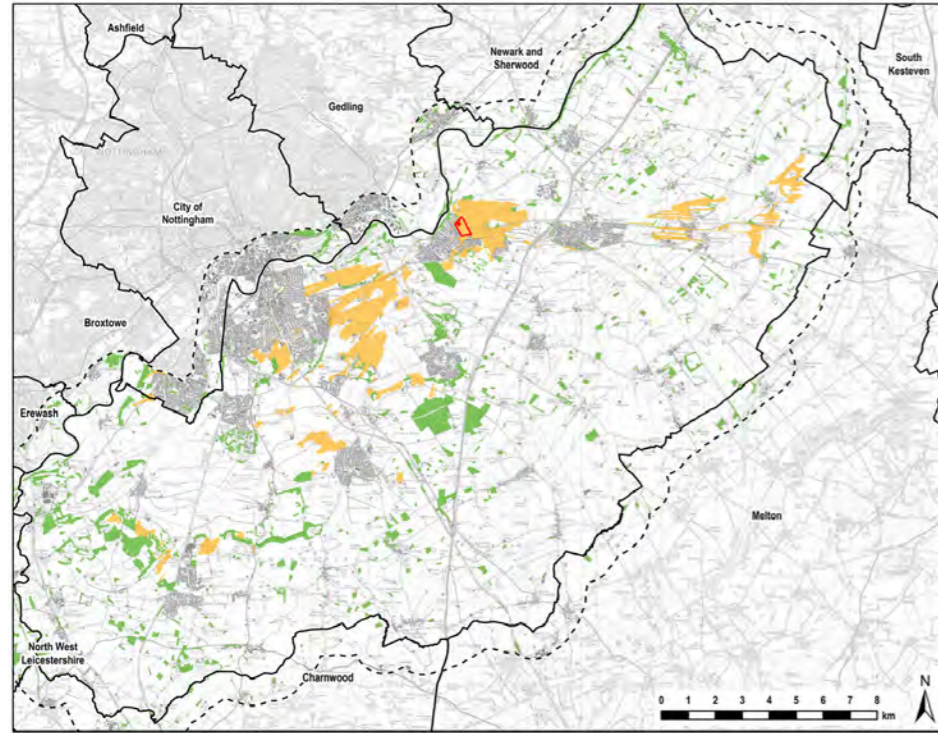 Ashfield
Newark and
Sherwood
South
Kesteven
Gedling
NOTTINGHAM
City of
Nottingham
Broxtowe
Erewash
Melton
North West
Leicestershire
Charnwood
N
0 1 2 3 4 5 6 7 8
km